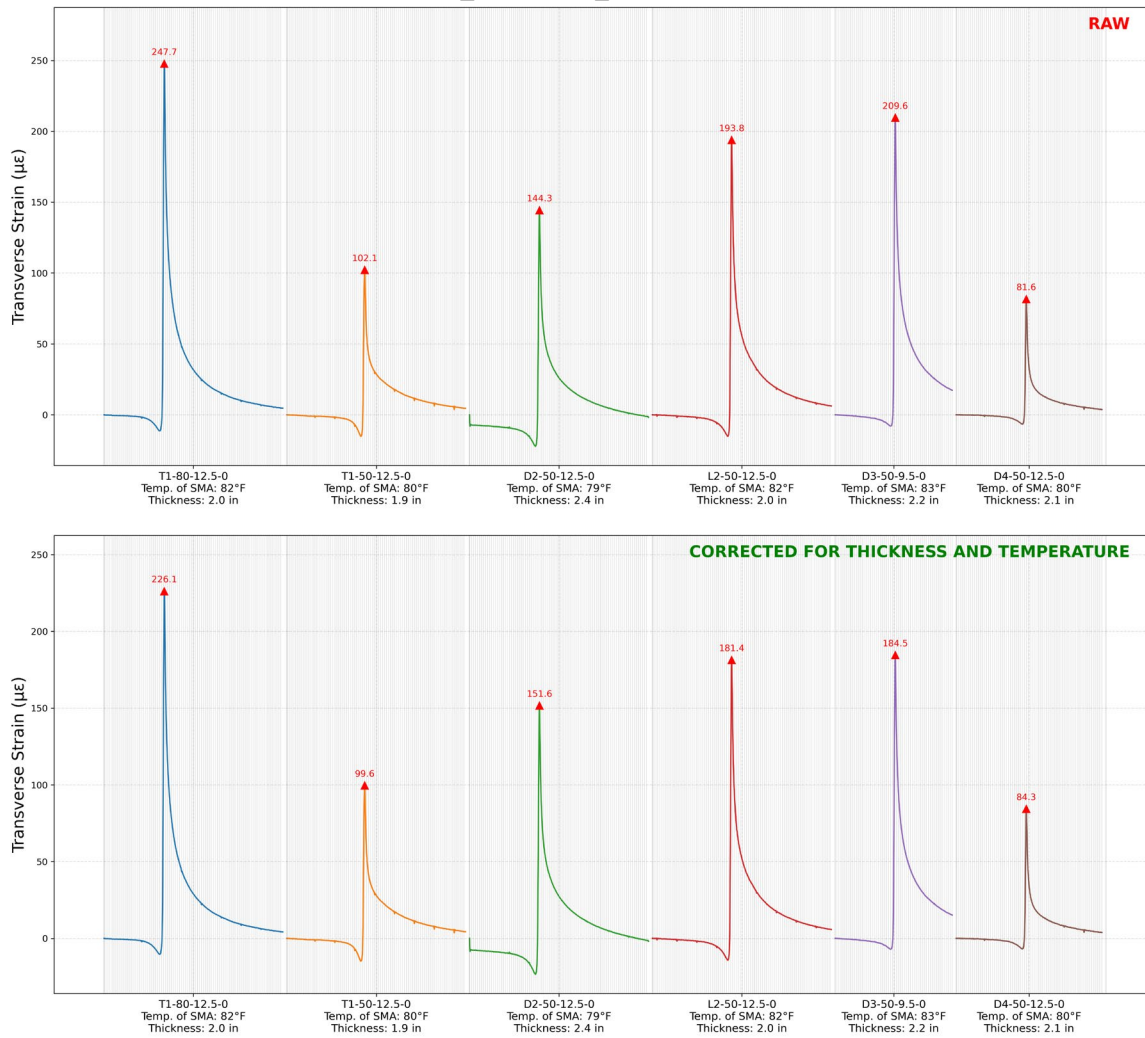 RAW
Transverse Strain (με)
250
200
150
100
50
0
247.7
102.1
144.3
193.8
209.6
81.6
T1-80-12.5-0
Temp. of SMA: 82°F
Thickness: 2.0 in
T1-50-12.5-0
Temp. of SMA: 80°F
Thickness: 1.9 in
D2-50-12.5-0
Temp. of SMA: 79°F
Thickness: 2.4 in
L2-50-12.5-0
Temp. of SMA: 82°F
Thickness: 2.0 in
D3-50-9.5-0
Temp. of SMA: 83°F
Thickness: 2.2 in
D4-50-12.5-0
Temp. of SMA: 80°F
Thickness: 2.1 in
CORRECTED FOR THICKNESS AND TEMPERATURE
Transverse Strain (με)
250
200
150
100
50
0
226.1
99.6
151.6
181.4
184.5
84.3
T1-80-12.5-0
Temp. of SMA: 82°F
Thickness: 2.0 in
T1-50-12.5-0
Temp. of SMA: 80°F
Thickness: 1.9 in
D2-50-12.5-0
Temp. of SMA: 79°F
Thickness: 2.4 in
L2-50-12.5-0
Temp. of SMA: 82°F
Thickness: 2.0 in
D3-50-9.5-0
Temp. of SMA: 83°F
Thickness: 2.2 in
D4-50-12.5-0
Temp. of SMA: 80°F
Thickness: 2.1 in